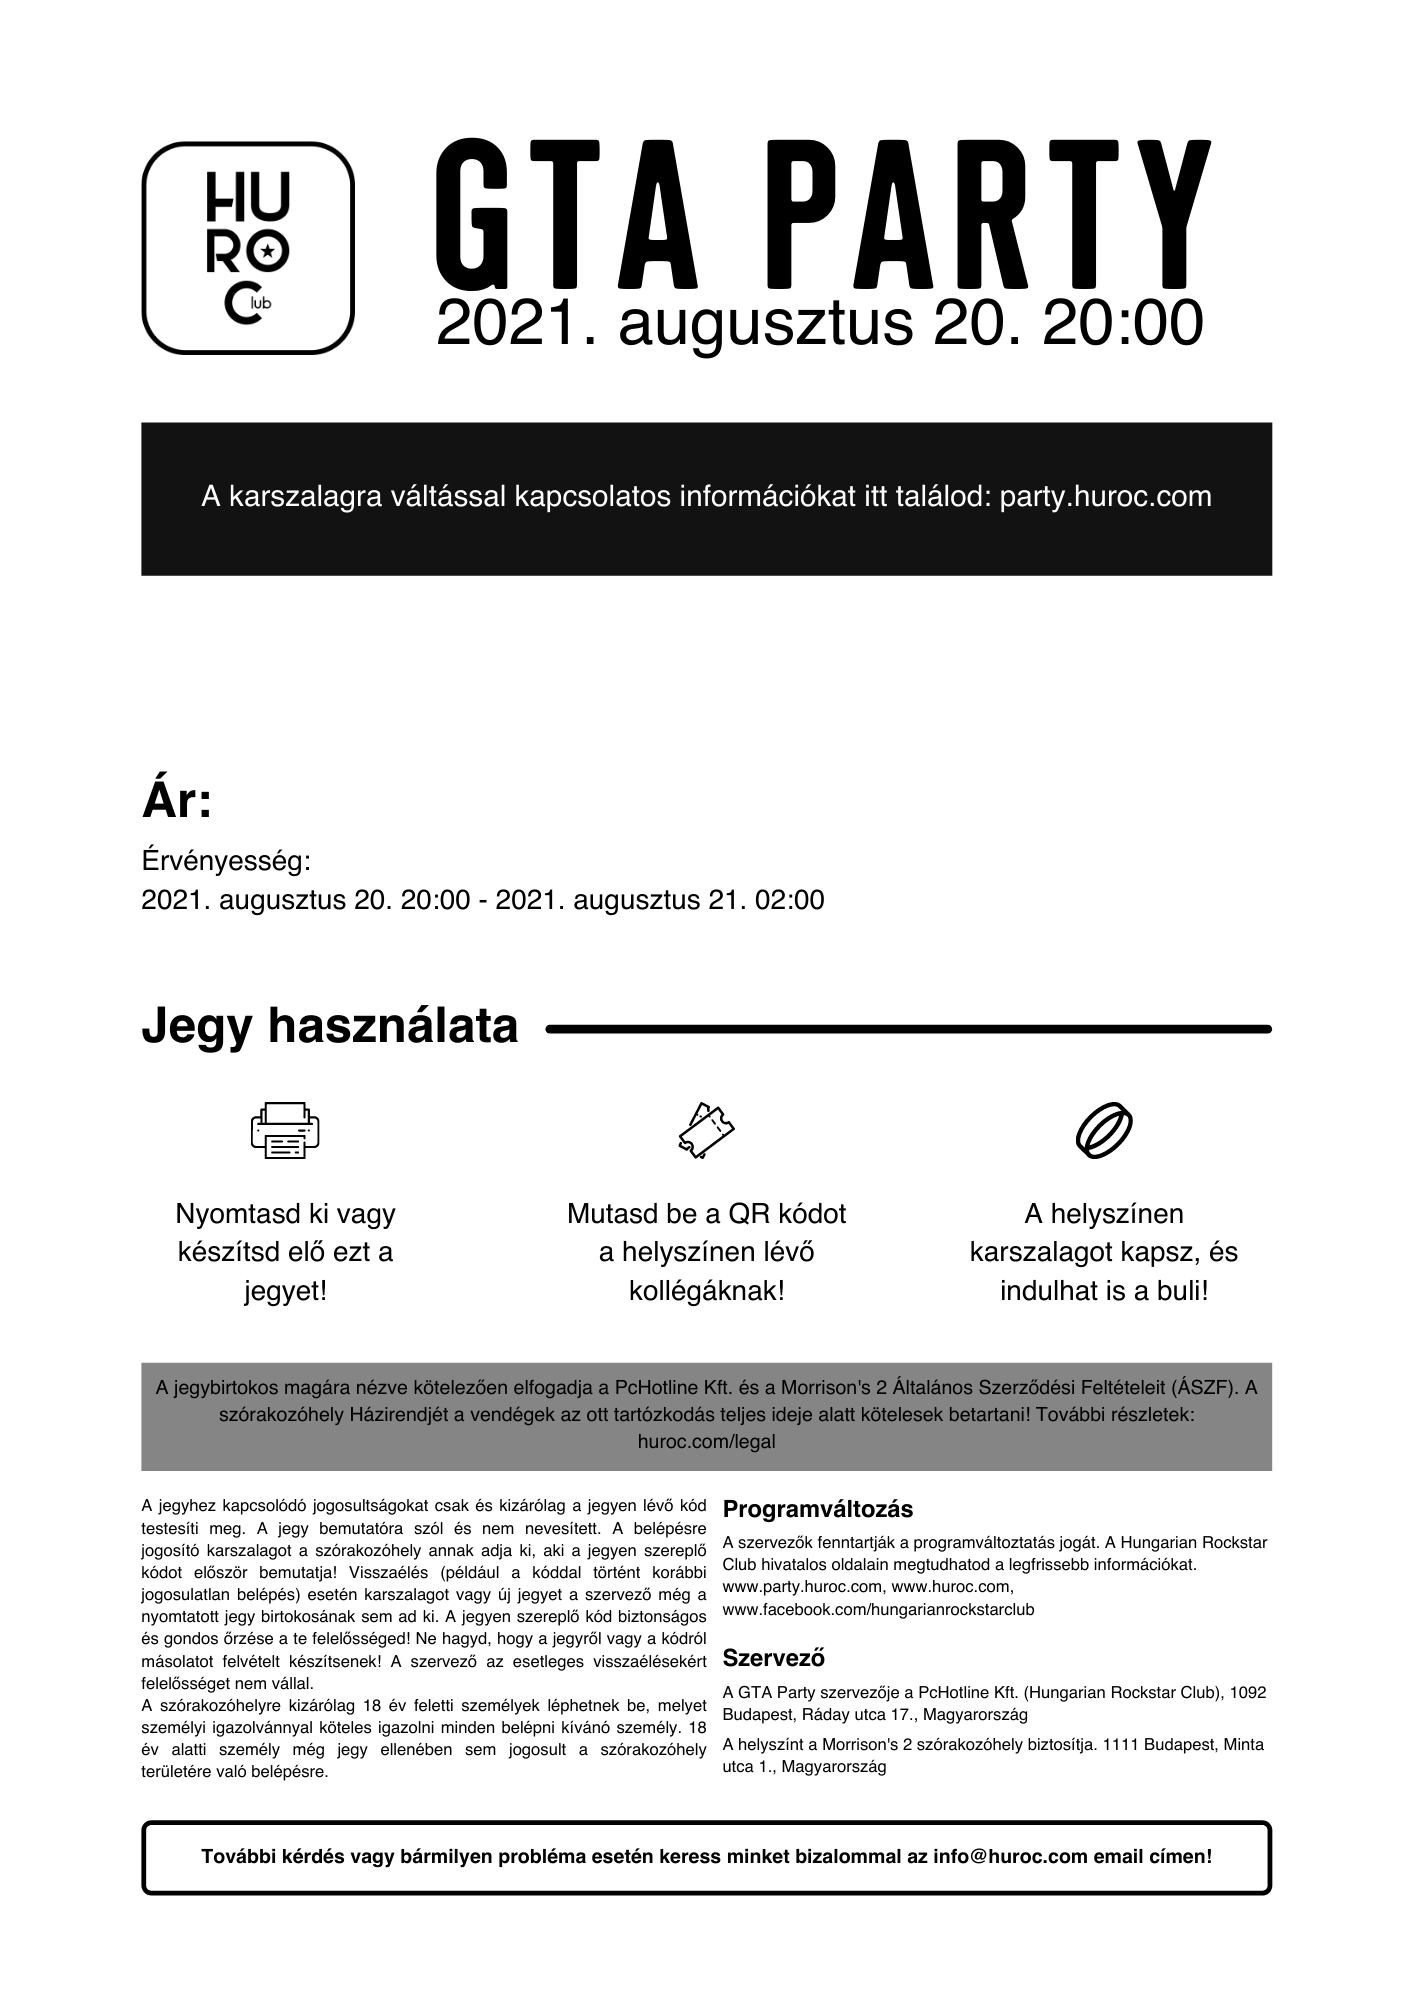 HU
RO
Club
GTA PARTY
2021. augusztus 20. 20:00
A karszalagra váltással kapcsolatos információkat itt találod: party.huroc.com
Ár:
Érvényesség:
2021. augusztus 20. 20:00 - 2021. augusztus 21. 02:00
Jegy használata
Nyomtasd ki vagy
készítsd elő ezt a
jegyet!
Mutasd be a QR kódot
a helyszínen lévő
kollégáknak!
A helyszínen
karszalagot kapsz, és
indulhat is a buli!
A jegybirtokos magára nézve kötelezően elfogadja a PcHotline Kft. és a Morrison's 2 Általános Szerződési Feltételeit (ÁSZF). A
szórakozóhely Házirendjét a vendégek az ott tartózkodás teljes ideje alatt kötelesek betartani! További részletek:
huroc.com/legal
A jegyhez kapcsolódó jogosultságokat csak és kizárólag a jegyen lévő kód
testesíti meg. A jegy bemutatóra szól és nem nevesített. A belépésre
jogosító karszalagot a szórakozóhely annak adja ki, aki a jegyen szereplő
kódot először bemutatja! Visszaélés (például a kóddal történt korábbi
jogosulatlan belépés) esetén karszalagot vagy új jegyet a szervező még a
nyomtatott jegy birtokosának sem ad ki. A jegyen szereplő kód biztonságos
és gondos őrzése a te felelősséged! Ne hagyd, hogy a jegyről vagy a kódról
másolatot felvételt készítsenek! A szervező az esetleges visszaélésekért
felelősséget nem vállal.
A szórakozóhelyre kizárólag 18 év feletti személyek léphetnek be, melyet
személyi igazolvánnyal köteles igazolni minden belépni kívánó személy. 18
év alatti személy még jegy ellenében sem jogosult a szórakozóhely
területére való belépésre.
Programváltozás
A szervezők fenntartják a programváltoztatás jogát. A Hungarian Rockstar
Club hivatalos oldalain megtudhatod a legfrissebb információkat.
www.party.huroc.com, www.huroc.com,
www.facebook.com/hungarianrockstarclub
Szervező
A GTA Party szervezője a PcHotline Kft. (Hungarian Rockstar Club), 1092
Budapest, Ráday utca 17., Magyarország
A helyszínt a Morrison's 2 szórakozóhely biztosítja. 1111 Budapest, Minta
utca 1., Magyarország
További kérdés vagy bármilyen probléma esetén keress minket bizalommal az info@huroc.com email címen!